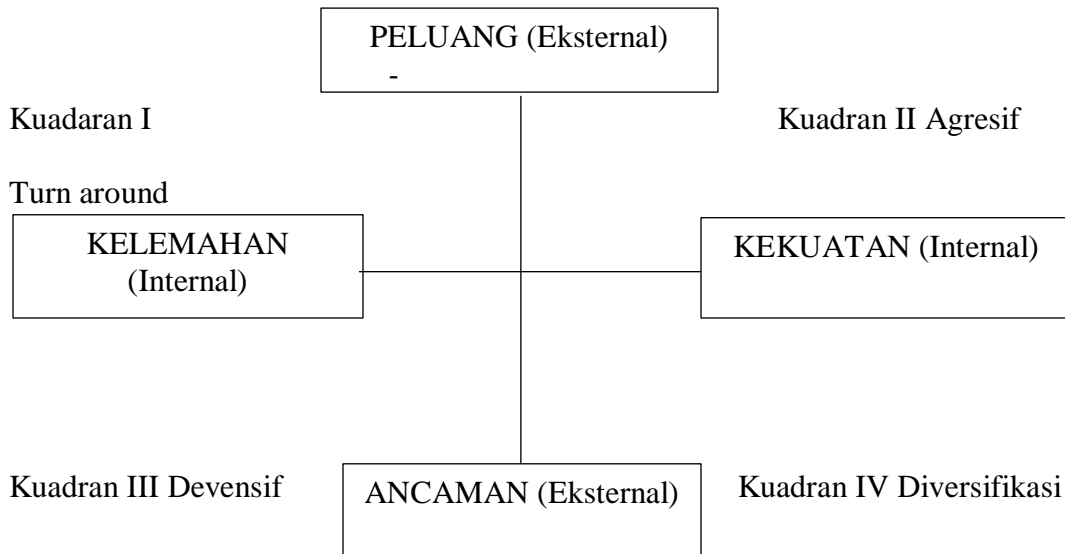 PELUANG (Eksternal)
-
Kuadaran I
Kuadran II Agresif
Turn around
KELEMAHAN
(Internal)
KEKUATAN (Internal)
Kuadran III Devensif
ANCAMAN (Eksternal)
Kuadran IV Diversifikasi